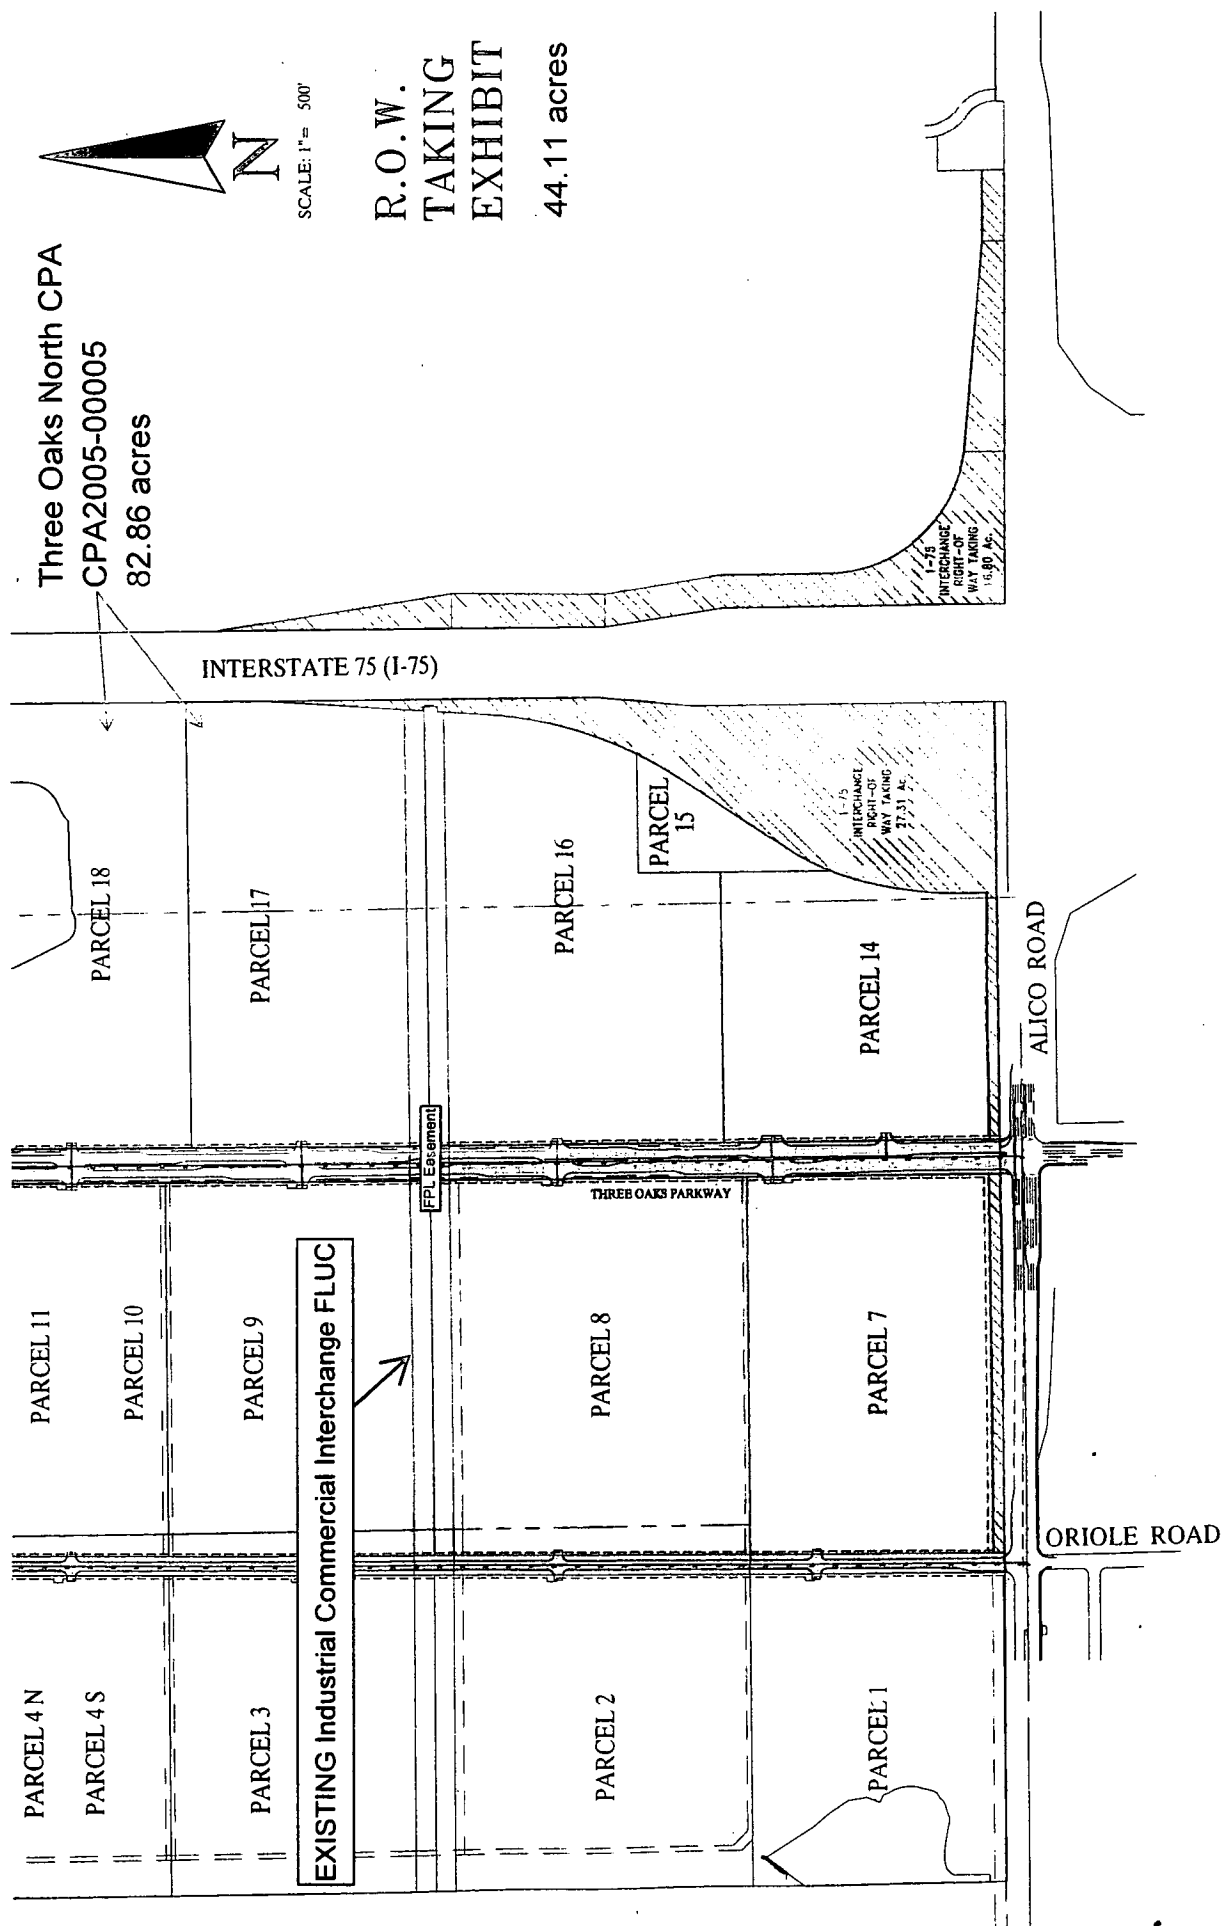 Three Oaks North CPA
CPA2005-00005
82.86 acres
N
SCALE: 1"= 500'
R.O.W.
TAKING
EXHIBIT
44.11 acres
I-75
INTERCHANGE
RIGHT-OF
WAY TAKING
16.80 Ac.
INTERSTATE 75 (I-75)
PARCEL 18
PARCEL 17
PARCEL 16
PARCEL
15
I-75
INTERCHANGE
RIGHT-OF
WAY TAKING
27.31 Ac.
PARCEL 14
ALICO ROAD
FPL Easement
THREE OAKS PARKWAY
PARCEL 11
PARCEL 10
PARCEL 9
EXISTING Industrial Commercial Interchange FLUC
PARCEL 8
PARCEL 7
ORIOLE ROAD
PARCEL 4 N
PARCEL 4 S
PARCEL 3
PARCEL 2
PARCEL 1